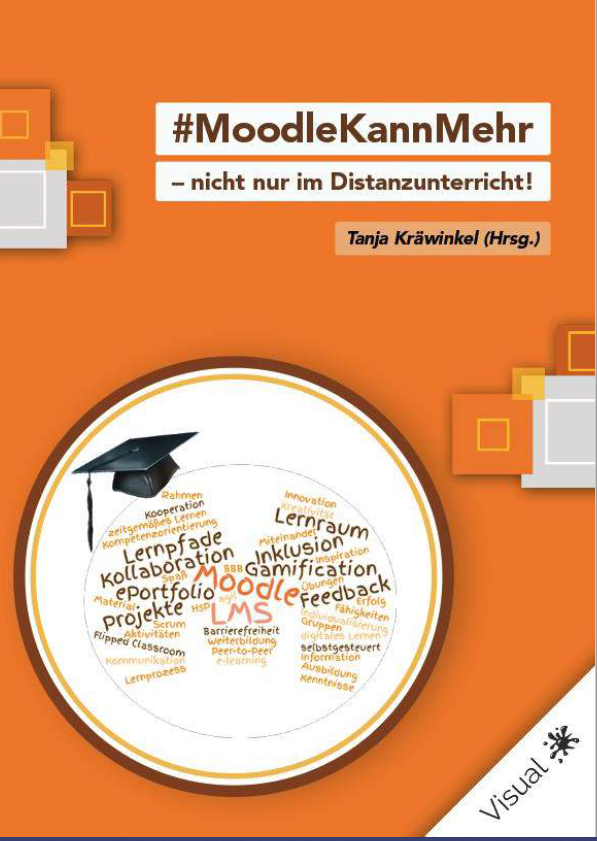 #MoodleKannMehr
– nicht nur im Distanzunterricht!
Tanja Kräwinkel (Hrsg.)
Rahmen
Kooperation
zeitgemäßes Lernen
Kompetenzorientierung
Lernpfade
Kollaboration
Spaß
ePortfolio
Material
Projekte
HSP
Scrum
Aktivitäten
Flipped Classroom
Kommunikation
Lernprozess
BBB
Moodle
agil
LMS
Barrierefreiheit
Weiterbildung
Peer-to-Peer
e-learning
Innovation
Kreativität
Lernraum
Miteinander
Inklusion
Inspiration
Gamification
Übungen
Feedback
Erfolg
Fähigkeiten
Individualisierung
Gruppen
digitales Lernen
selbstgesteuert
Information
Ausbildung
Kenntnisse
Visual